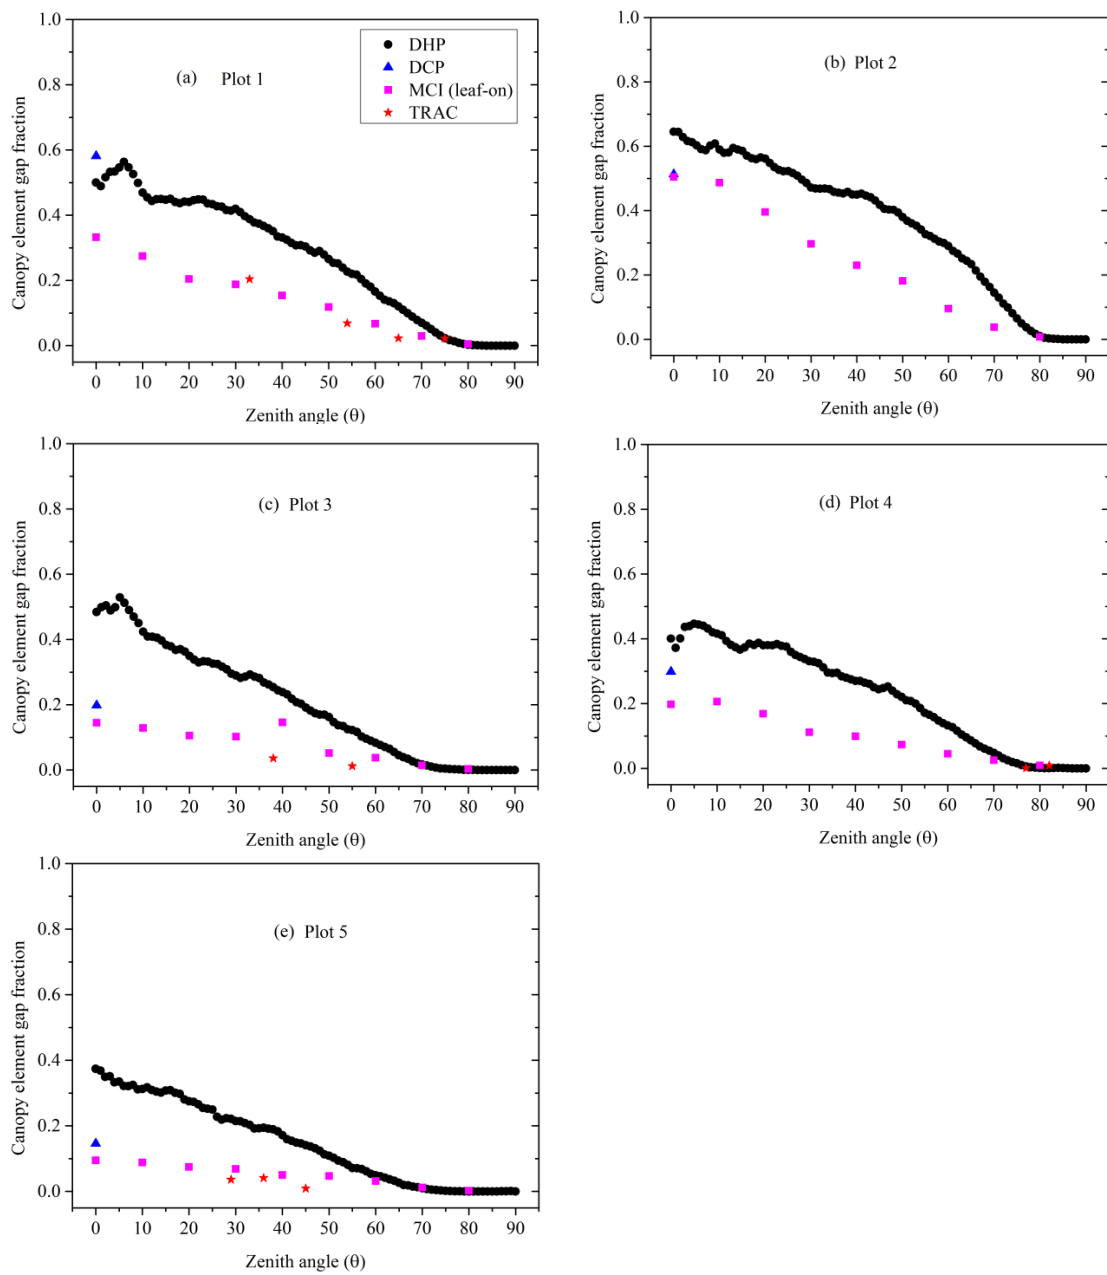 1.0
0.8
0.6
0.4
0.2
0.0
Canopy element gap fraction
(a) Plot 1
DHP
DCP
MCI (leaf-on)
TRAC
0 10 20 30 40 50 60 70 80 90
Zenith angle (θ)
1.0
0.8
0.6
0.4
0.2
0.0
Canopy element gap fraction
(b) Plot 2
0 10 20 30 40 50 60 70 80 90
Zenith angle (θ)
1.0
0.8
0.6
0.4
0.2
0.0
Canopy element gap fraction
(c) Plot 3
0 10 20 30 40 50 60 70 80 90
Zenith angle (θ)
1.0
0.8
0.6
0.4
0.2
0.0
Canopy element gap fraction
(d) Plot 4
0 10 20 30 40 50 60 70 80 90
Zenith angle (θ)
1.0
0.8
0.6
0.4
0.2
0.0
Canopy element gap fraction
(e) Plot 5
0 10 20 30 40 50 60 70 80 90
Zenith angle (θ)